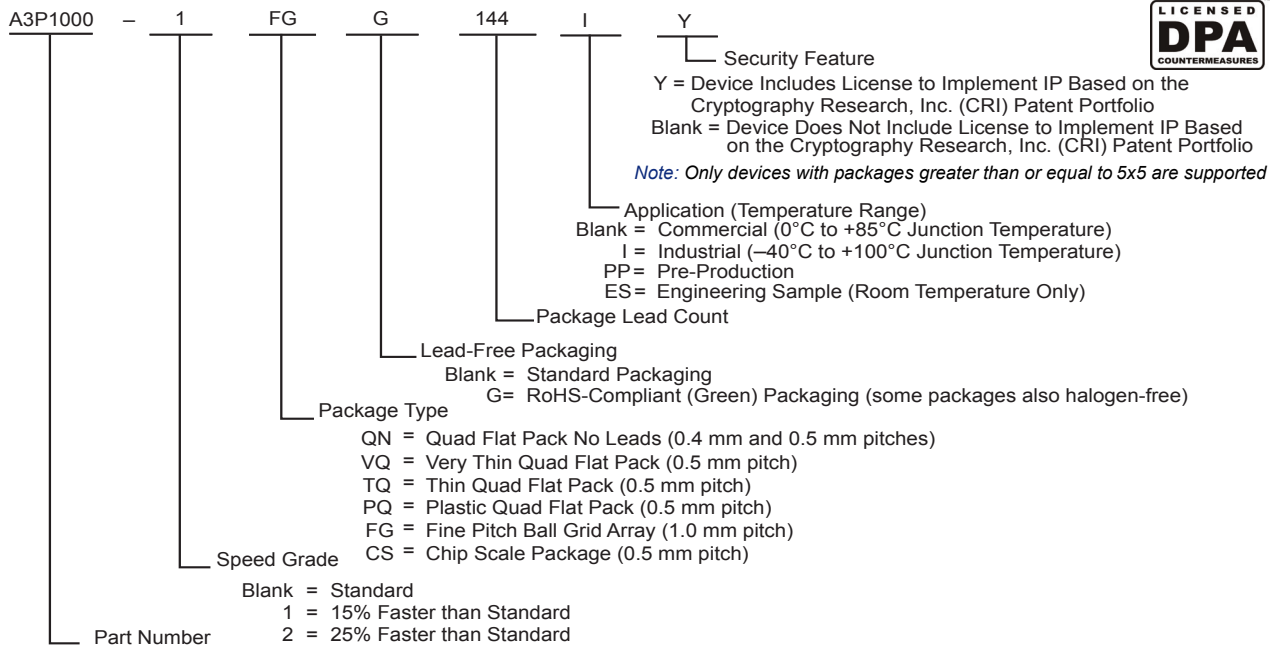 A3P1000 – 1 FG G 144 I Y
LICENSED
DPA
COUNTERMEASURES
Security Feature
Y = Device Includes License to Implement IP Based on the
Cryptography Research, Inc. (CRI) Patent Portfolio
Blank = Device Does Not Include License to Implement IP Based
on the Cryptography Research, Inc. (CRI) Patent Portfolio
Note: Only devices with packages greater than or equal to 5x5 are supported
Application (Temperature Range)
Blank = Commercial (0°C to +85°C Junction Temperature)
I = Industrial (–40°C to +100°C Junction Temperature)
PP= Pre-Production
ES= Engineering Sample (Room Temperature Only)
Package Lead Count
Lead-Free Packaging
Blank = Standard Packaging
G= RoHS-Compliant (Green) Packaging (some packages also halogen-free)
Package Type
QN = Quad Flat Pack No Leads (0.4 mm and 0.5 mm pitches)
VQ = Very Thin Quad Flat Pack (0.5 mm pitch)
TQ = Thin Quad Flat Pack (0.5 mm pitch)
PQ = Plastic Quad Flat Pack (0.5 mm pitch)
FG = Fine Pitch Ball Grid Array (1.0 mm pitch)
CS = Chip Scale Package (0.5 mm pitch)
Speed Grade
Blank = Standard
1 = 15% Faster than Standard
2 = 25% Faster than Standard
Part Number